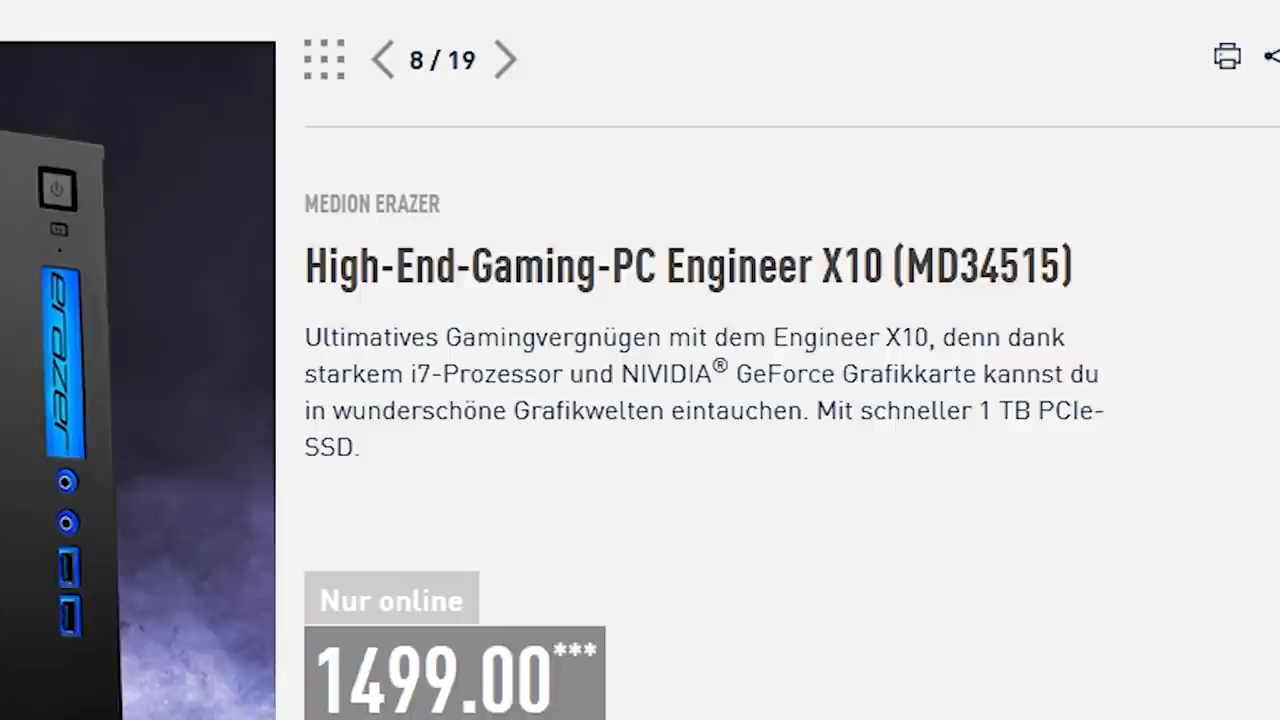 8 / 19
MEDION ERAZER
High-End-Gaming-PC Engineer X10 (MD34515)
Ultimatives Gamingvergnügen mit dem Engineer X10, denn dank
starkem i7-Prozessor und NIVIDIA® GeForce Grafikkarte kannst du
in wunderschöne Grafikwelten eintauchen. Mit schneller 1 TB PCIe-
SSD.
erazer
Nur online
1499.00***